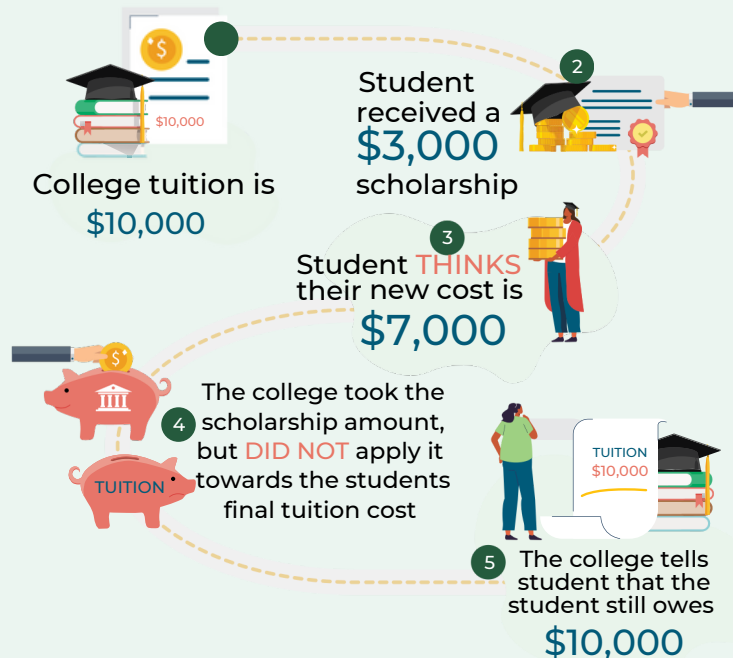 $
$10,000
College tuition is
$10,000
2
Student
received a
$3,000
scholarship
3
Student THINKS
their new cost is
$7,000
$
4
The college took the
scholarship amount,
but DID NOT apply it
towards the students
final tuition cost
TUITION
TUITION
$10,000
5
The college tells
student that the
student still owes
$10,000